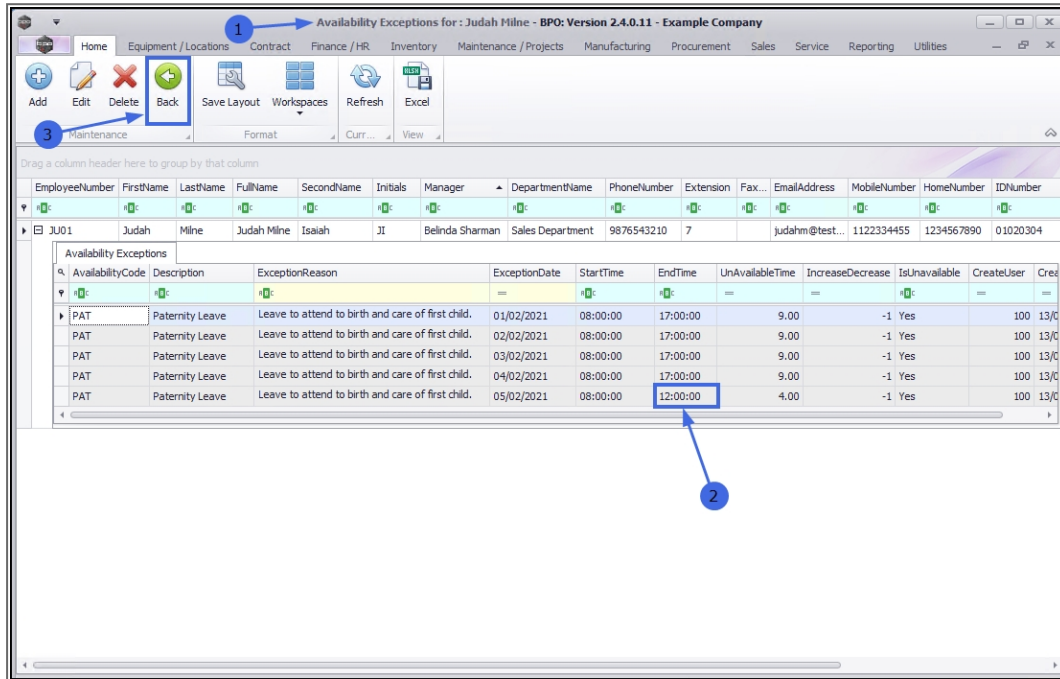 Availability Exceptions for : Judah Milne - BPO: Version 2.4.0.11 - Example Company
1
Home Equipment / Locations Contract Finance / HR Inventory Maintenance / Projects Manufacturing Procurement Sales Service Reporting Utilities
Add Edit Delete Back Save Layout Workspaces Refresh Excel
3 Maintenance Format Curr... View
Drag a column header here to group by that column
EmployeeNumber FirstName LastName FullName SecondName Initials Manager DepartmentName PhoneNumber Extension Fax... EmailAddress MobileNumber HomeNumber IDNumber
JU01 Judah Milne Judah Milne Isaiah JI Belinda Sharman Sales Department 9876543210 7 judahm@test... 1122334455 1234567890 01020304
Availability Exceptions
AvailabilityCode Description ExceptionReason ExceptionDate StartTime EndTime UnAvailableTime IncreaseDecrease IsUnavailable CreateUser Crea
PAT Paternity Leave Leave to attend to birth and care of first child. 01/02/2021 08:00:00 17:00:00 9.00 -1 Yes 100 13/0
PAT Paternity Leave Leave to attend to birth and care of first child. 02/02/2021 08:00:00 17:00:00 9.00 -1 Yes 100 13/0
PAT Paternity Leave Leave to attend to birth and care of first child. 03/02/2021 08:00:00 17:00:00 9.00 -1 Yes 100 13/0
PAT Paternity Leave Leave to attend to birth and care of first child. 04/02/2021 08:00:00 17:00:00 9.00 -1 Yes 100 13/0
PAT Paternity Leave Leave to attend to birth and care of first child. 05/02/2021 08:00:00 12:00:00 4.00 -1 Yes 100 13/0
2